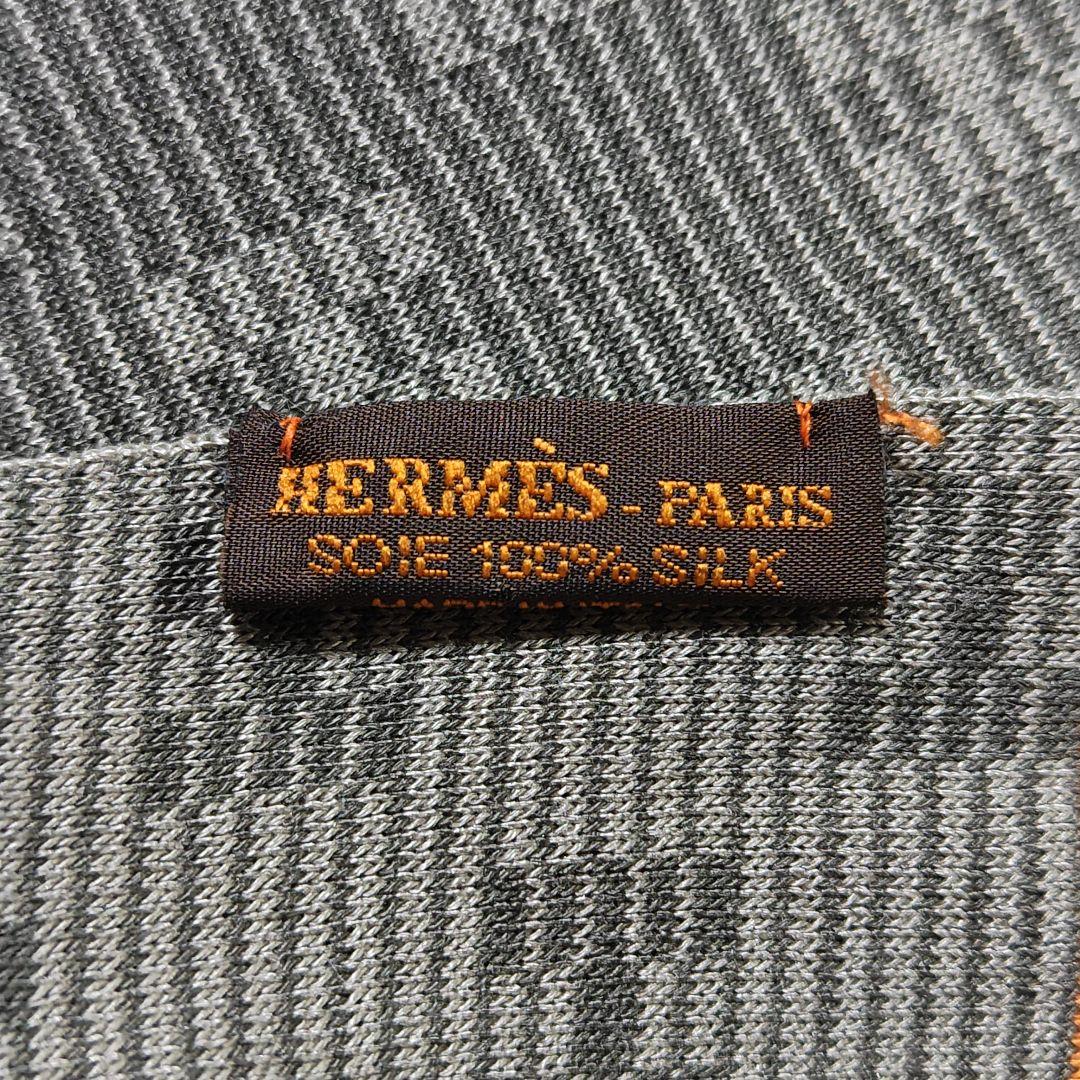 HERMÈS - PARIS
SOIE 100% SILK